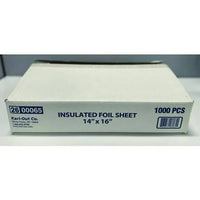 00065
Kari-Out Co.
INSULATED FOIL SHEET
14" x 16"
1000 PCS